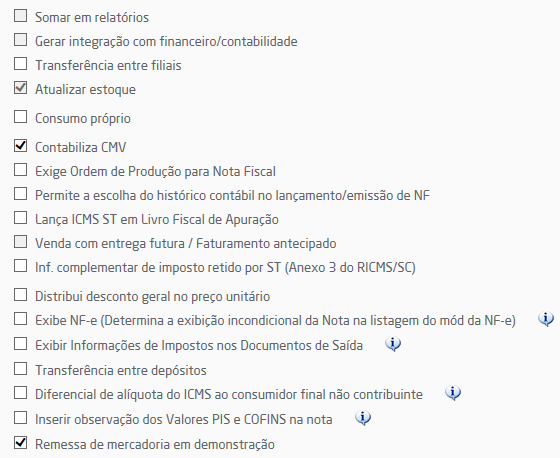 Somar em relatórios
Gerar integração com financeiro/contabilidade
Transferência entre filiais
Atualizar estoque
Consumo próprio
Contabiliza CMV
Exige Ordem de Produção para Nota Fiscal
Permite a escolha do histórico contábil no lançamento/emissão de NF
Lança ICMS ST em Livro Fiscal de Apuração
Venda com entrega futura / Faturamento antecipado
Inf. complementar de imposto retido por ST (Anexo 3 do RICMS/SC)
Distribui desconto geral no preço unitário
Exibe NF-e (Determina a exibição incondicional da Nota na listagem do mód da NF-e)
Exibir Informações de Impostos nos Documentos de Saída
Transferência entre depósitos
Diferencial de alíquota do ICMS ao consumidor final não contribuinte
Inserir observação dos Valores PIS e COFINS na nota
Remessa de mercadoria em demonstração